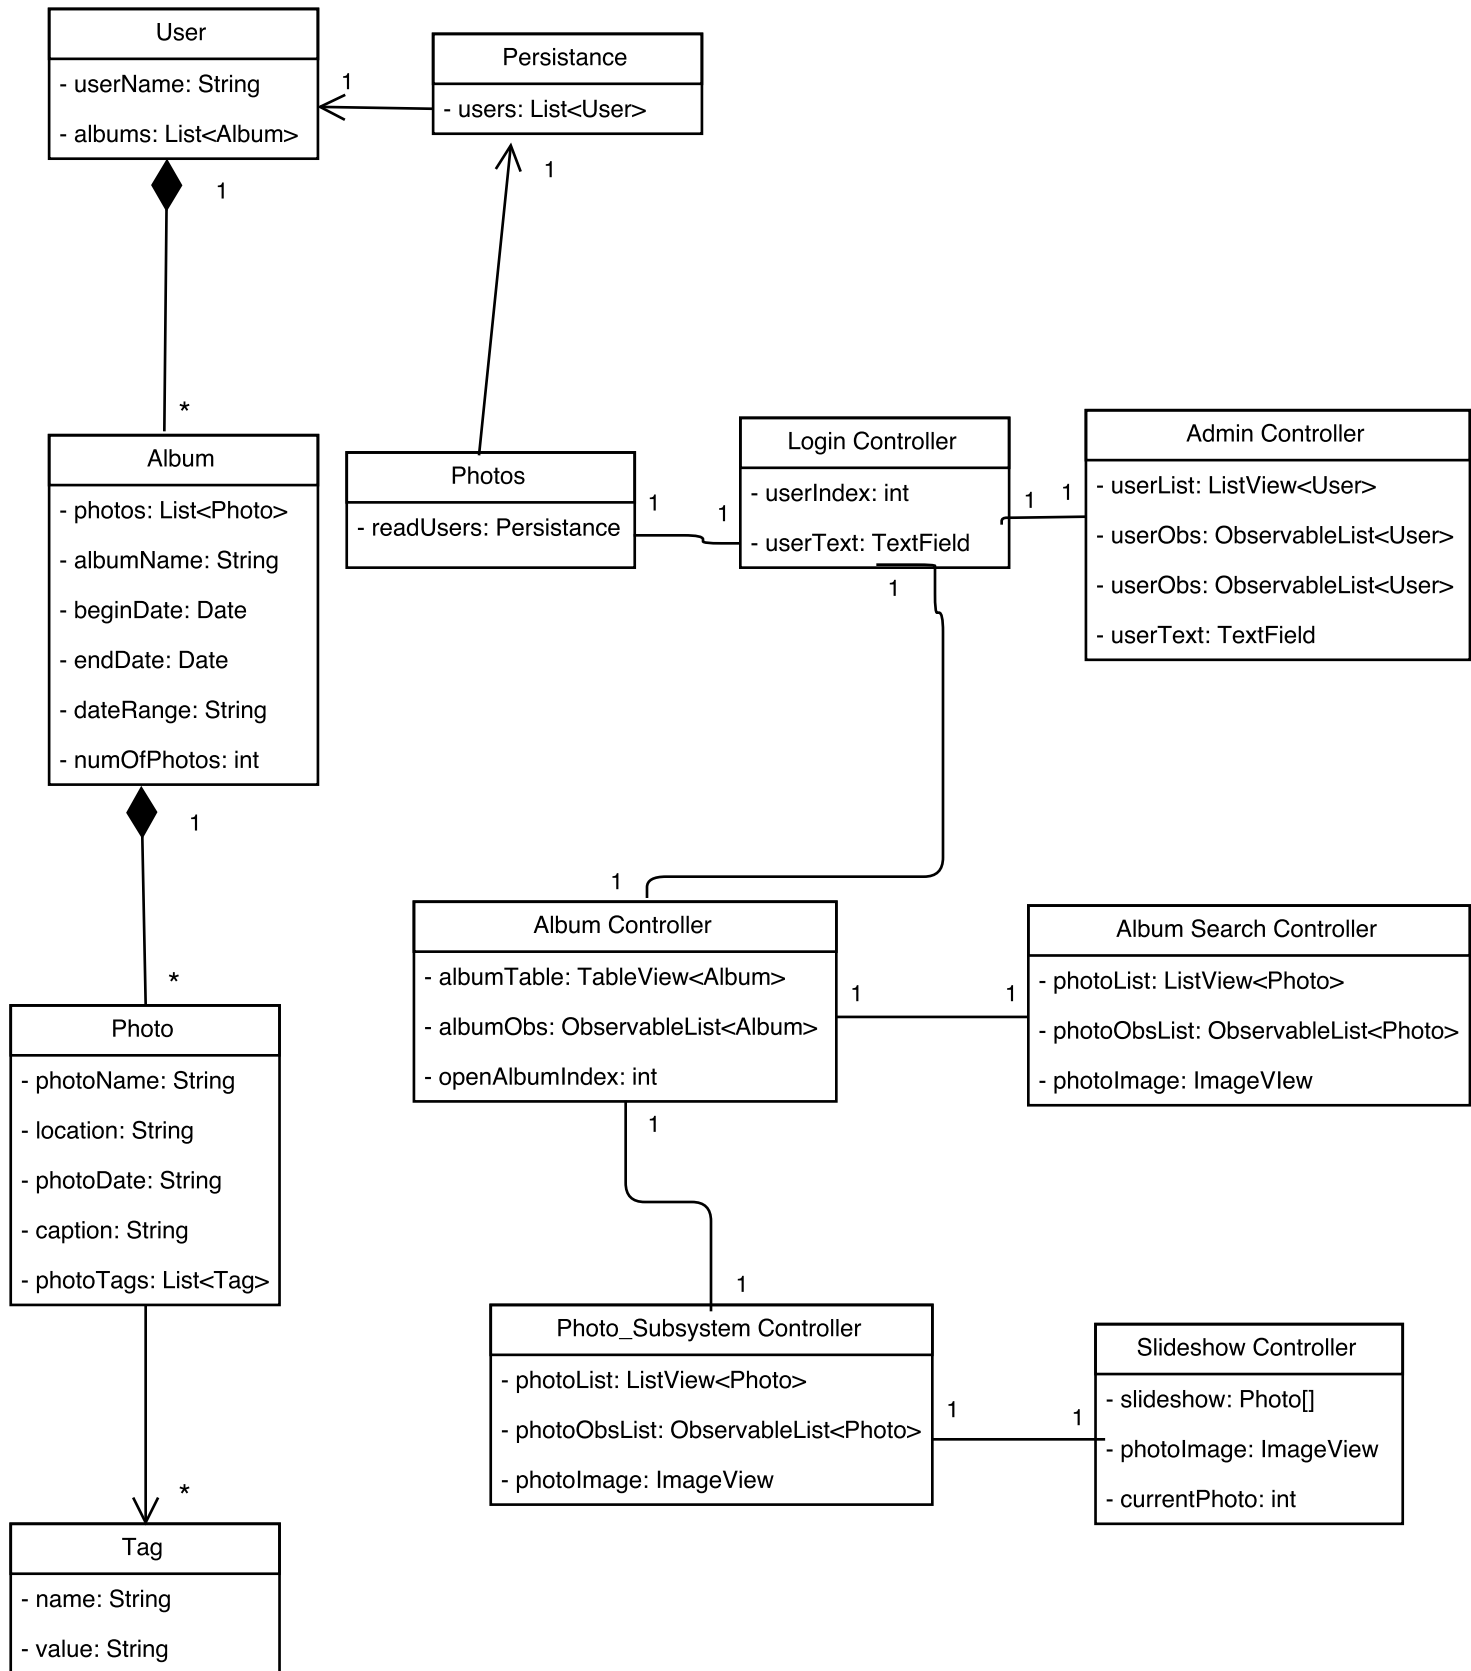 User
- userName: String
- albums: List<Album>
1
Persistance
- users: List<User>
1
1
*
Album
- photos: List<Photo>
- albumName: String
- beginDate: Date
- endDate: Date
- dateRange: String
- numOfPhotos: int
Photos
- readUsers: Persistance
1
1
Login Controller
- userIndex: int
- userText: TextField
1
1
1
Admin Controller
- userList: ListView<User>
- userObs: ObservableList<User>
- userObs: ObservableList<User>
- userText: TextField
1
*
Photo
- photoName: String
- location: String
- photoDate: String
- caption: String
- photoTags: List<Tag>
1
Album Controller
- albumTable: TableView<Album>
- albumObs: ObservableList<Album>
- openAlbumIndex: int
1
1
Album Search Controller
- photoList: ListView<Photo>
- photoObsList: ObservableList<Photo>
- photoImage: ImageVIew
1
1
Photo_Subsystem Controller
- photoList: ListView<Photo>
- photoObsList: ObservableList<Photo>
- photoImage: ImageView
1
1
Slideshow Controller
- slideshow: Photo[]
- photoImage: ImageView
- currentPhoto: int
*
Tag
- name: String
- value: String